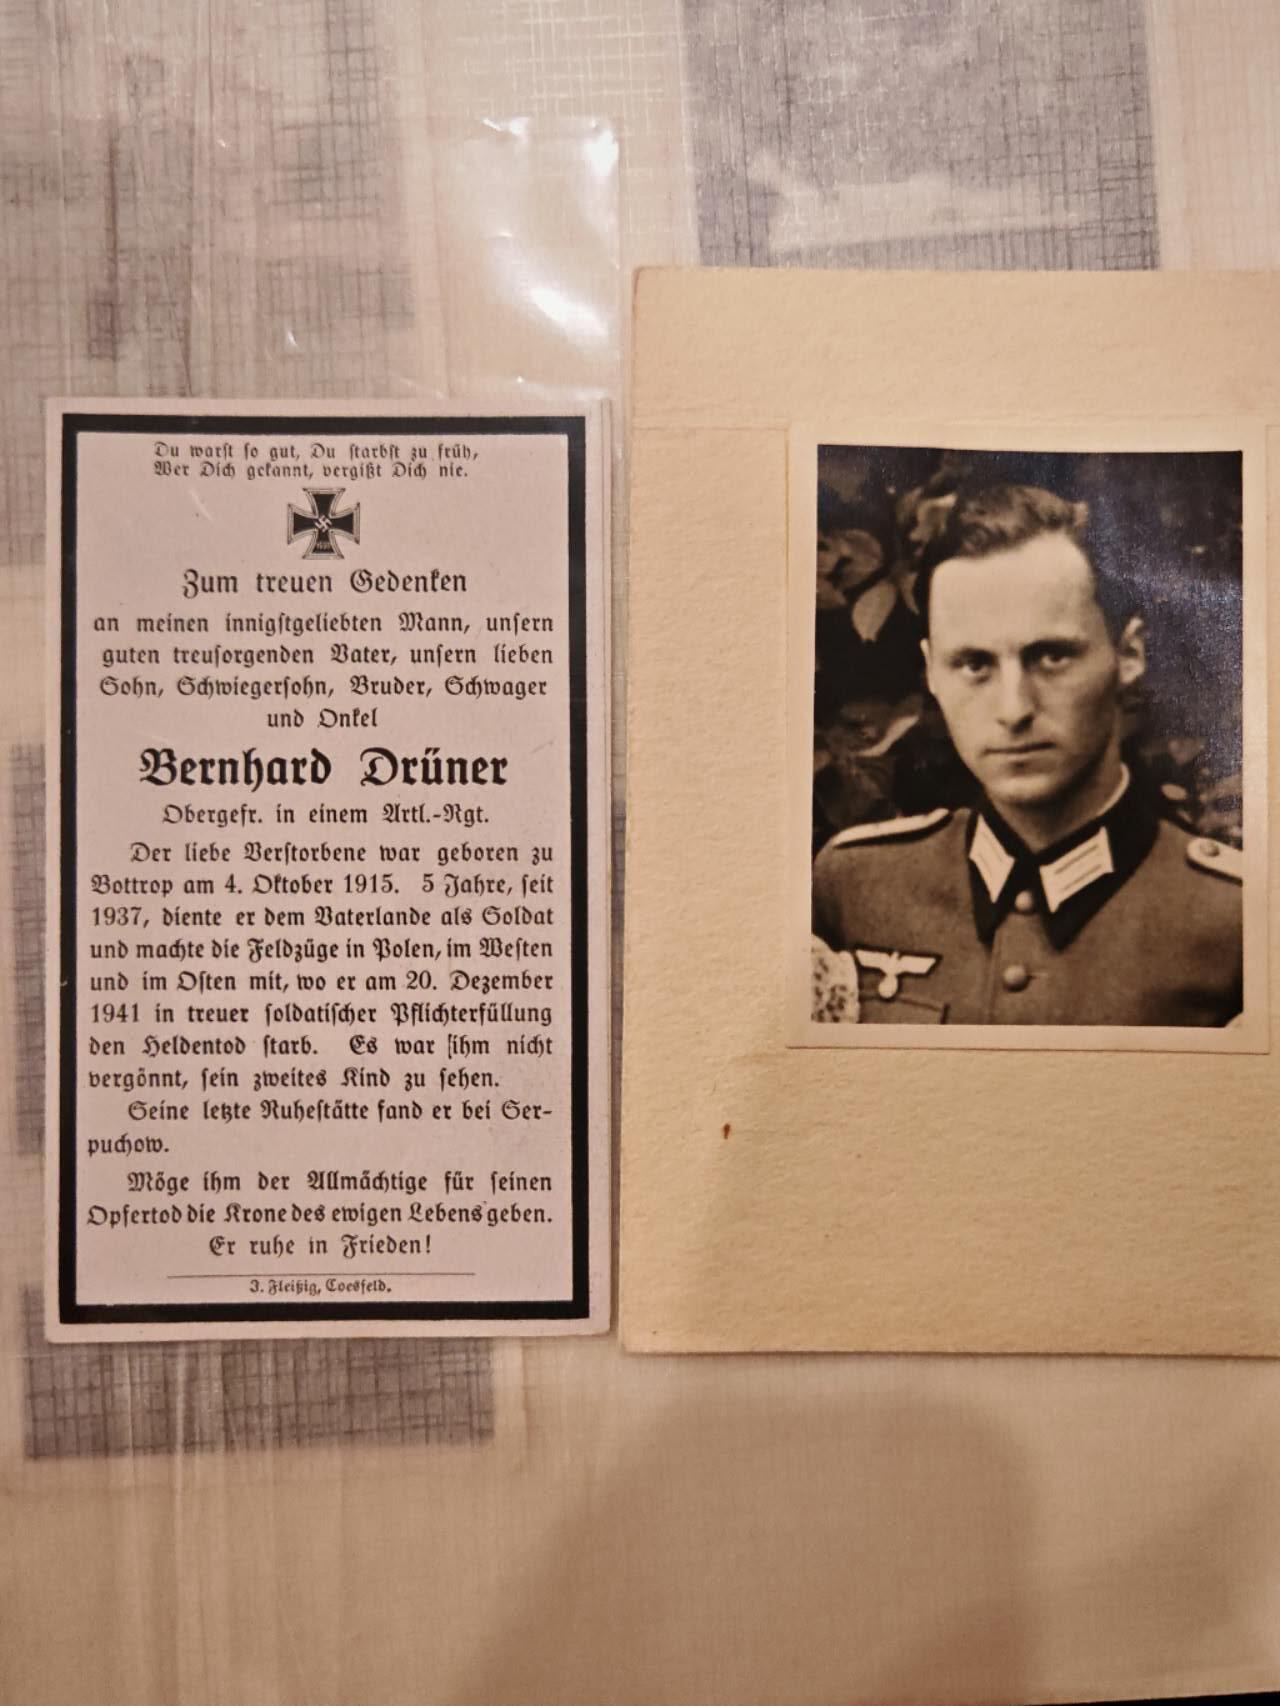 Du warst so gut, Du starbst zu früh,
Wer Dich gekannt, vergißt Dich nie.
Zum treuen Gedenken
an meinen innigstgeliebten Mann, unsern
guten treusorgenden Vater, unsern lieben
Sohn, Schwiegersohn, Bruder, Schwager
und Onkel
Bernhard Drüner
Obergefr. in einem Artl.-Rgt.
Der liebe Verstorbene war geboren zu
Bottrop am 4. Oktober 1915. 5 Jahre, seit
1937, diente er dem Vaterlande als Soldat
und machte die Feldzüge in Polen, im Westen
und im Osten mit, wo er am 20. Dezember
1941 in treuer soldatischer Pflichterfüllung
den Heldentod starb. Es war ihm nicht
vergönnt, sein zweites Kind zu sehen.
Seine letzte Ruhestätte fand er bei Ser-
puchow.
Möge ihm der Allmächtige für seinen
Opfertod die Krone des ewigen Lebens geben.
Er ruhe in Frieden!
J. Fleißig, Coesfeld.